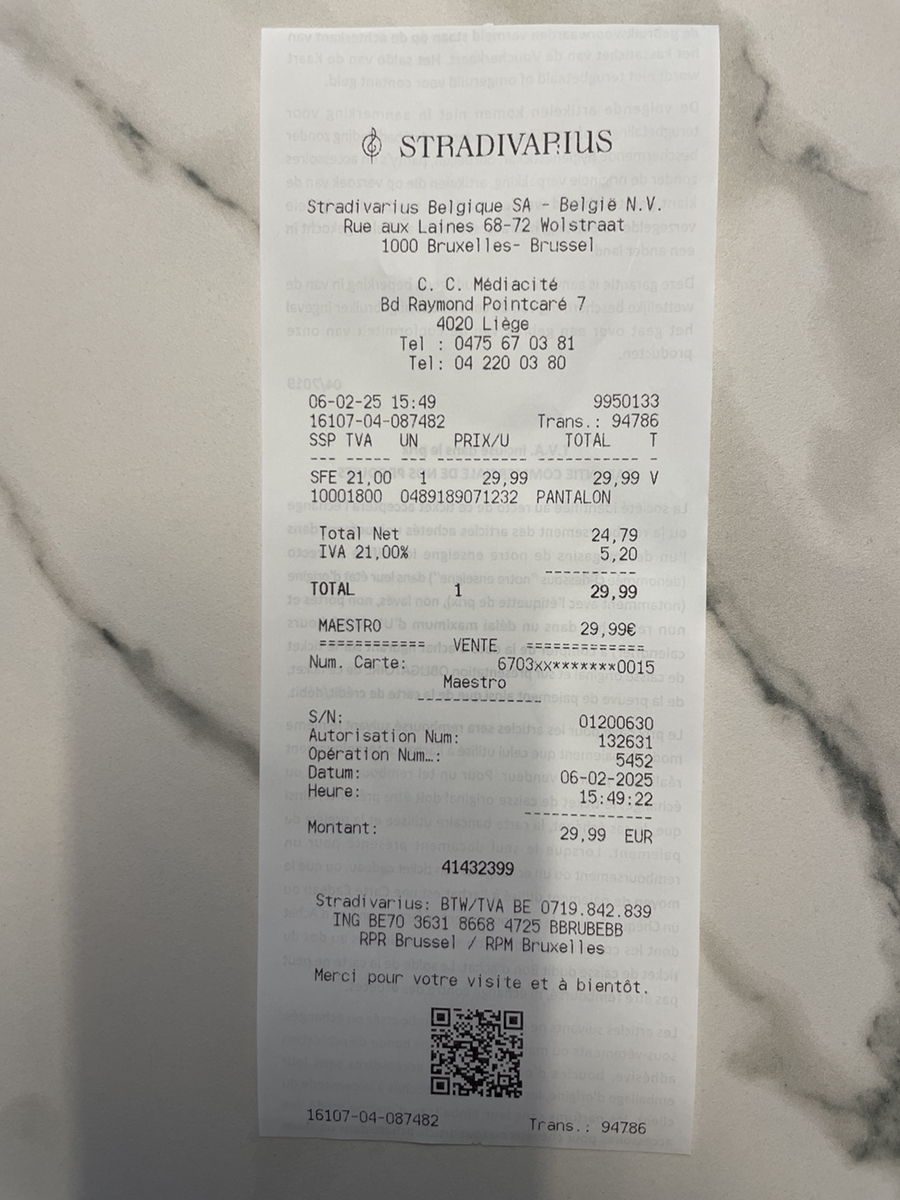 STRADIVARIUS
Stradivarius Belgique SA - België N.V.
Rue aux Laines 68-72 Wolstraat
1000 Bruxelles- Brussel
C. C. Médiacité
Bd Raymond Pointcaré 7
4020 Liège
Tel : 0475 67 03 81
Tel: 04 220 03 80
06-02-25 15:49 9950133
16107-04-087482 Trans.: 94786
SSP TVA UN PRIX/U TOTAL T
--- ----- --- ---------- ----------- -
SFE 21,00 1 29,99 29,99 V
10001800 0489189071232 PANTALON
Total Net 24,79
IVA 21,00% 5,20
----------
TOTAL 1 29,99
MAESTRO 29,99€
============ VENTE =============
Num. Carte: 6703xx*******0015
Maestro
--------------
S/N: 01200630
Autorisation Num: 132631
Opération Num…: 5452
Datum: 06-02-2025
Heure: 15:49:22
--------------
Montant: 29,99 EUR
41432399
Stradivarius: BTW/TVA BE 0719.842.839
ING BE70 3631 8668 4725 BBRUBEBB
RPR Brussel / RPM Bruxelles
Merci pour votre visite et à bientôt.
16107-04-087482 Trans.: 94786